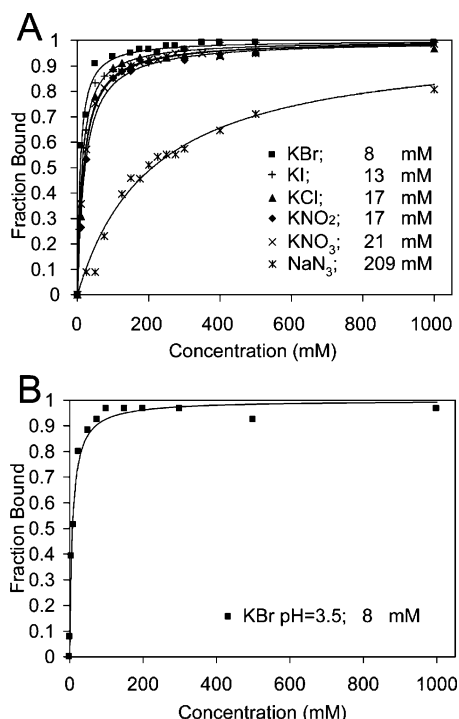 A
1
0.9
0.8
0.7
0.6
0.5
0.4
0.3
0.2
0.1
0
Fraction Bound
KBr; 8 mM
KI; 13 mM
KCl; 17 mM
KNO2; 17 mM
KNO3; 21 mM
NaN3; 209 mM
0 200 400 600 800 1000
Concentration (mM)
B
1
0.9
0.8
0.7
0.6
0.5
0.4
0.3
0.2
0.1
0
Fraction Bound
KBr pH=3.5; 8 mM
0 200 400 600 800 1000
Concentration (mM)